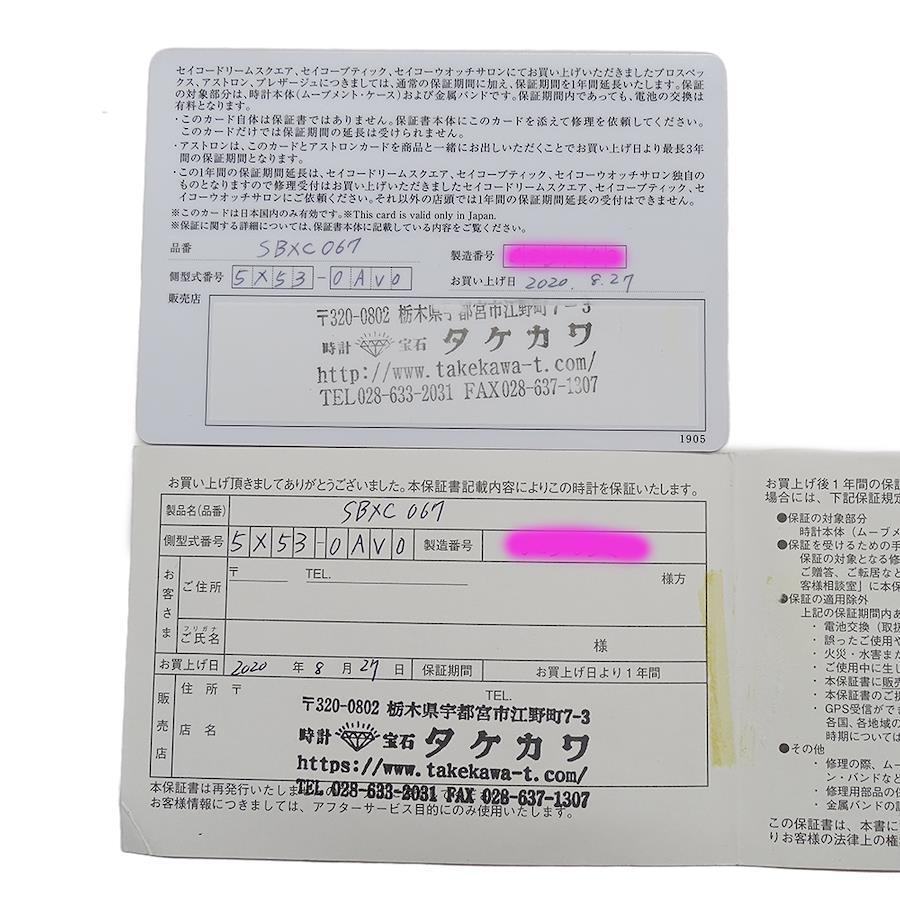 セイコードリームスクエア、セイコーブティック、セイコーウオッチサロンにてお買い上げいただきましたプロスペッ
クス、アストロン、プレザージュにつきましては、通常の保証期間に加え、保証期間を1年間延長いたします。保証
の対象部分は、時計本体(ムーブメント・ケース)および金属バンドです。保証期間内であっても、電池の交換は
有料となります。
・このカード自体は保証書ではありません。保証書本体にこのカードを添えて修理を依頼してください。
このカードだけでは保証期間の延長は受けられません。
・アストロンは、このカードとアストロンカードを商品と一緒にお出しいただくことでお買い上げ日より最長3年
間の保証期間となります。
・この1年間の保証期間延長は、セイコードリームスクエア、セイコーブティック、セイコーウオッチサロン独自の
ものとなりますので修理受付はお買い上げいただきましたセイコードリームスクエア、セイコーブティック、セ
イコーウオッチサロンにご依頼ください。それ以外の店頭では1年間の保証期間延長の受付はできません。
※このカードは日本国内のみ有効です。※This card is valid only in Japan.
※保証に関する詳細については、保証書本体に記載している内容をご覧ください。
品番 SBXC067 製造番号
側型式番号 5X53-0AV0 お買い上げ日 2020. 8. 27
販売店
〒320-0802 栃木県宇都宮市江野町7-3
時計 宝石 タケカワ
http://www.takekawa-t.com/
TEL028-633-2031 FAX028-637-1307
1905
お買い上げ頂きましてありがとうございました。本保証書記載内容によりこの時計を保証いたします。
製品名(品番) SBXC 067
側型式番号 5X53-0AV0 製造番号
お客さま ご住所 〒 TEL. 様方
フリガナ
ご氏名 様
お買上げ日 2020 年 8 月 27 日 保証期間 お買い上げ日より1年間
販売店 住所 〒 TEL.
〒320-0802 栃木県宇都宮市江野町7-3
店名 時計 宝石 タケカワ
https://www.takekawa-t.com/
TEL 028-633-2031 FAX 028-637-1307
本保証書は再発行いたしません
お客様情報につきましては、アフターサービス目的にのみ使用いたします。
お買上げ後1年間の保証
場合には、下記保証規定
●保証の対象部分
時計本体(ムーブメ
●保証を受けるための手
保証の対象となる修
ご贈答、ご転居など
客様相談室」に本保
●保証の適用除外
上記の保証期間内あ
・電池交換(取扱
・誤ったご使用や
・火災・水害また
・ご使用中に生じ
・本保証書に販売
・本保証書のご提
・GPS受信ができ
各国、各地域の
時期については
●その他
・修理の際、ムー
ン・バンドなど
・修理用部品の保
・金属バンドの調
この保証書は、本書に
りお客様の法律上の権利